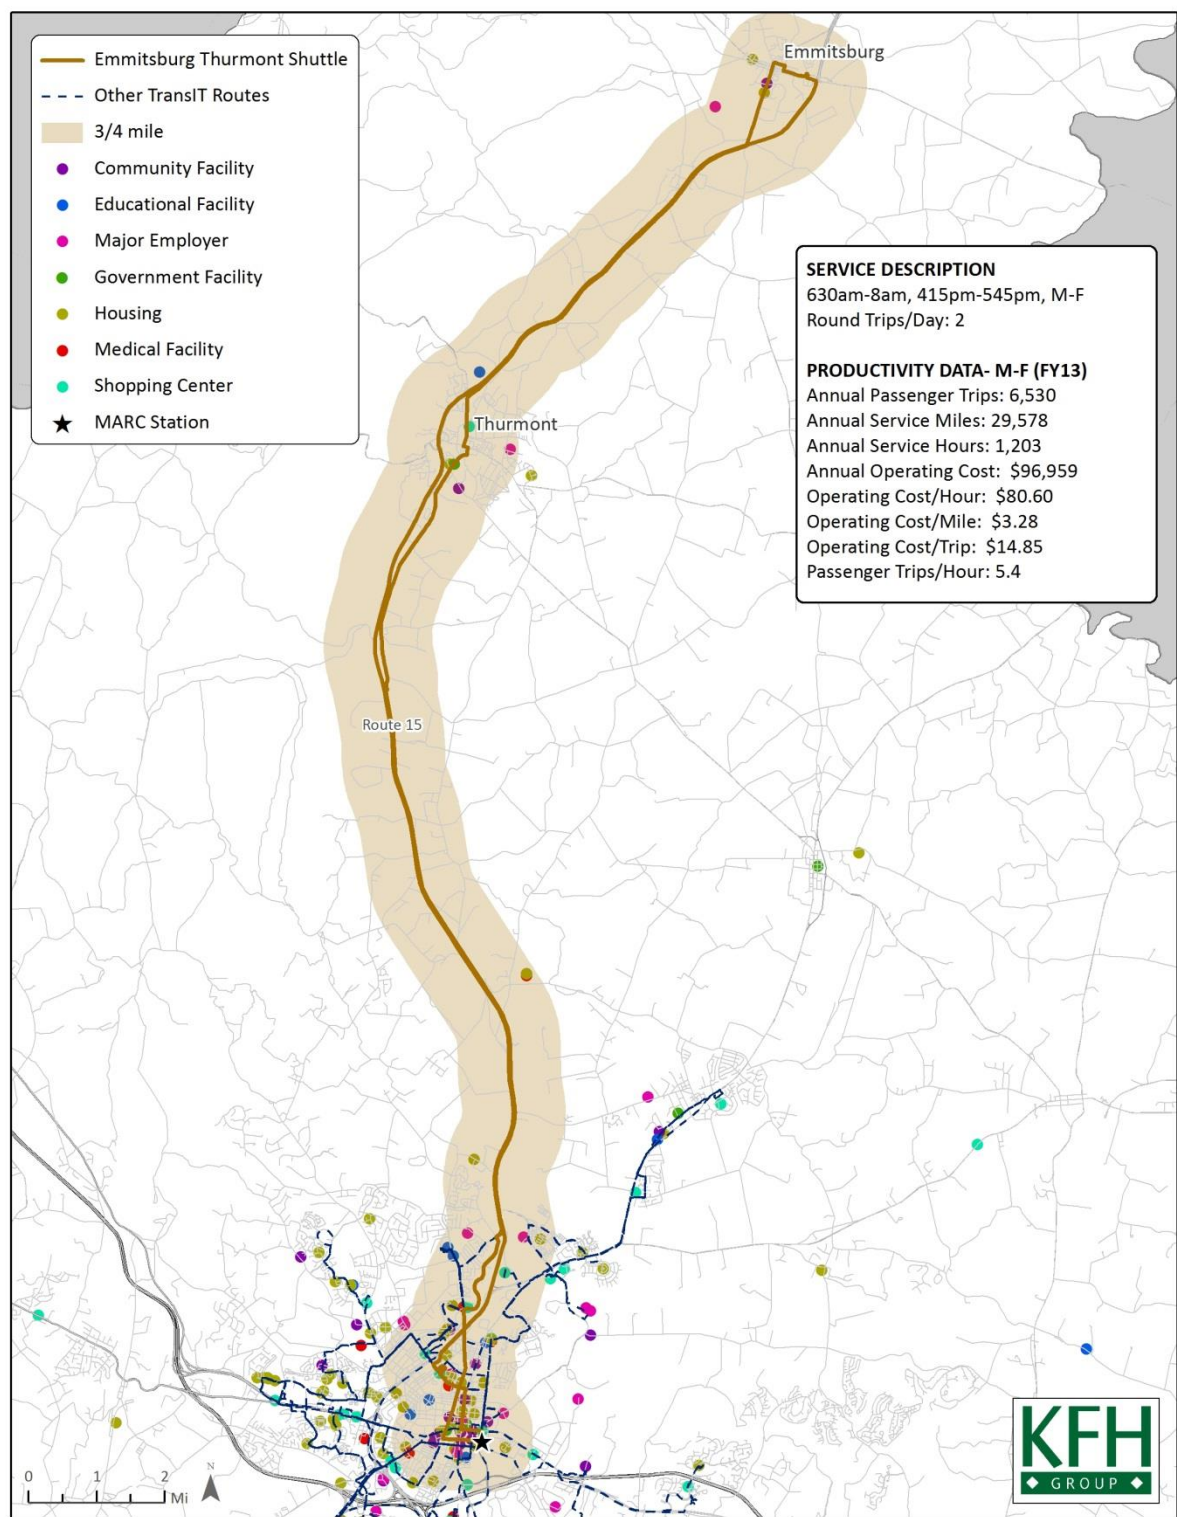 Emmitsburg Thurmont Shuttle
Other TransIT Routes
3/4 mile
Community Facility
Educational Facility
Major Employer
Government Facility
Housing
Medical Facility
Shopping Center
MARC Station
Emmitsburg
SERVICE DESCRIPTION
630am-8am, 415pm-545pm, M-F
Round Trips/Day: 2
PRODUCTIVITY DATA- M-F (FY13)
Annual Passenger Trips: 6,530
Annual Service Miles: 29,578
Annual Service Hours: 1,203
Annual Operating Cost: $96,959
Operating Cost/Hour: $80.60
Operating Cost/Mile: $3.28
Operating Cost/Trip: $14.85
Passenger Trips/Hour: 5.4
Thurmont
Route 15
0 1 2
Mi
N
KFH
GROUP